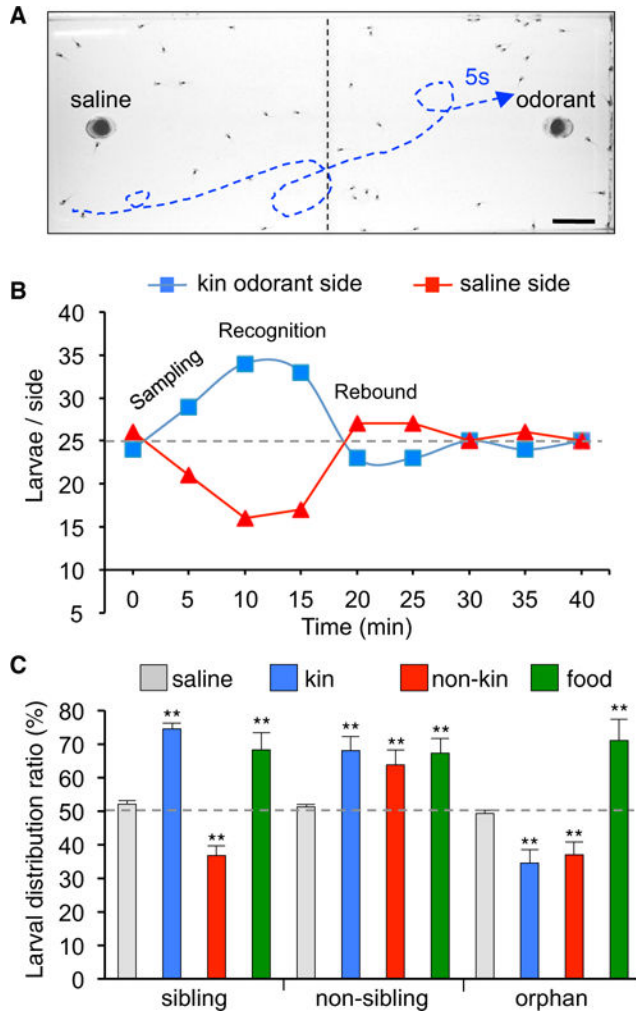 A
saline
5s
odorant
B
kin odorant side saline side
Sampling
Recognition
Rebound
Larvae / side
40
35
30
25
20
15
10
5
0 5 10 15 20 25 30 35 40
Time (min)
C
saline kin non-kin food
Larval distribution ratio (%)
80
70
60
50
40
30
20
10
0
** ** ** ** ** ** ** ** **
sibling non-sibling orphan